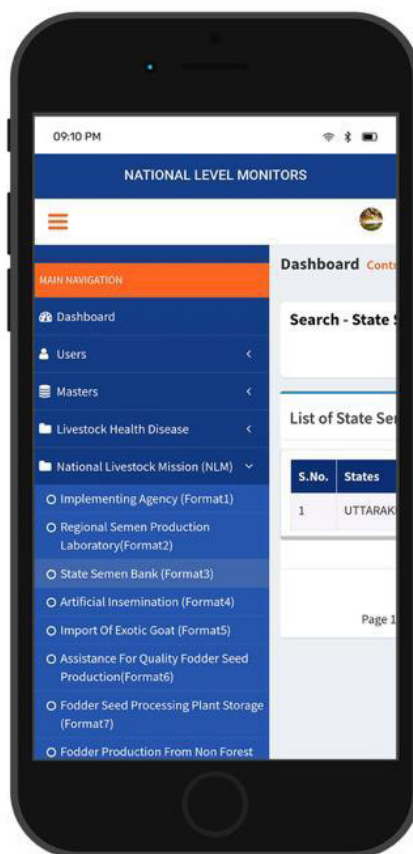 09:10 PM
NATIONAL LEVEL MONITORS
Dashboard
MAIN NAVIGATION
Dashboard
Search - State
Users
Masters
List of State
Livestock Health Disease
National Livestock Mission (NLM)
S.No. States
Implementing Agency (Format1)
1 UTTARAK
Regional Semen Production
Laboratory(Format2)
State Semen Bank (Format3)
Artificial Insemination (Format4)
Page 1
Import Of Exotic Goat (Format5)
Assistance For Quality Fodder Seed
Production(Format6)
Fodder Seed Processing Plant Storage
(Format7)
Fodder Production From Non Forest